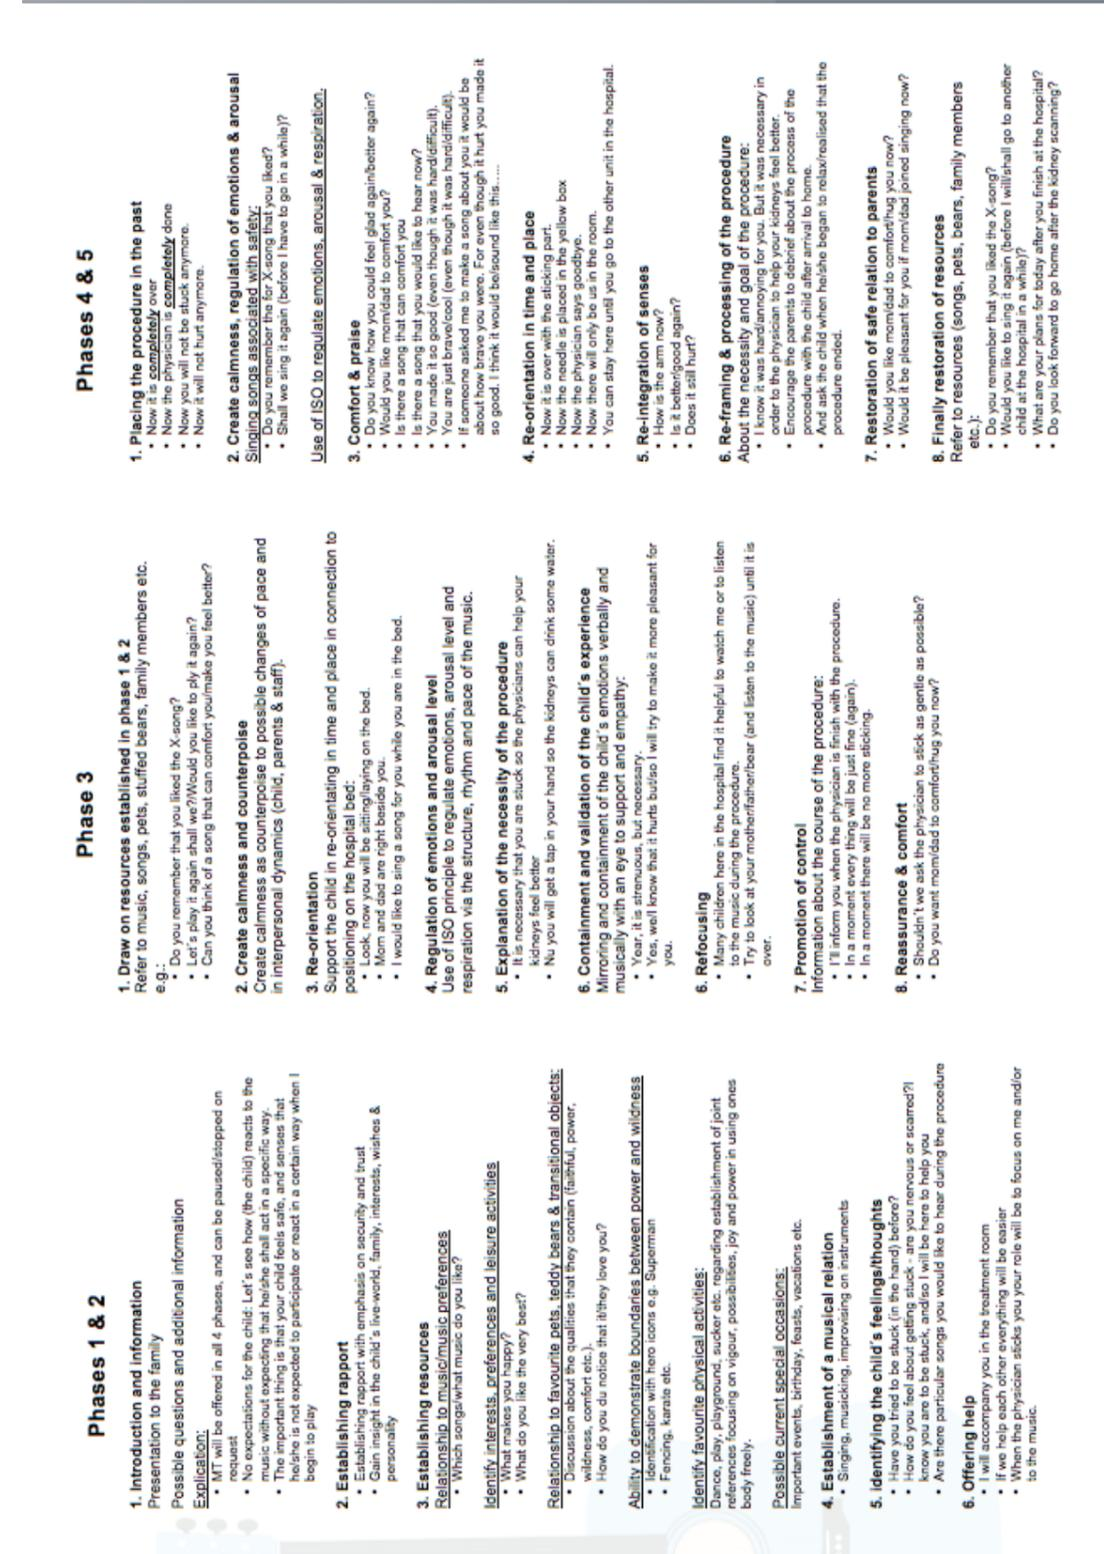 Phases 1 & 2
1. Introduction and information
Presentation to the family
Possible questions and additional information
Explication:
• MT will be offered in all 4 phases, and can be paused/stopped on
request
• No expectations for the child: Let's see how (the child) reacts to the
music without expecting that he/she shall act in a specific way.
• The important thing is that your child feels safe, and senses that
he/she is not expected to participate or react in a certain way when I
begin to play
2. Establishing rapport
• Establishing rapport with emphasis on security and trust
• Gain insight in the child's live-world, family, interests, wishes &
personality
3. Establishing resources
Relationship to music/music preferences
• Which songs/what music do you like?
Identify interests, preferences and leisure activities
• What makes you happy?
• What do you like the very best?
Relationship to favourite pets, teddy bears & transitional objects:
• Discussion about the qualities that they contain (faithful, power,
wildness, comfort etc.).
• How do you do notice that it/they love you?
Ability to demonstrate boundaries between power and wildness
• Identification with hero icons e.g. Superman
• Fencing, karate etc.
Identify favourite physical activities:
Dance, play, playground, sucker etc. regarding establishment of joint
references focusing on vigour, possibilities, joy and power in using ones
body freely.
Possible current special occasions:
Important events, birthday, feasts, vacations etc.
4. Establishment of a musical relation
• Singing, musicking, improvising on instruments
5. Identifying the child's feelings/thoughts
• Have you tried to be stuck (in the hand) before?
• How do you feel about getting stuck - are you nervous or scarred?I
know you are to be stuck, and/so I will be here to help you
• Are there particular songs you would like to hear during the procedure
6. Offering help
• I will accompany you in the treatment room
• If we help each other everything will be easier
• When the physician sticks you your role will be to focus on me and/or
to the music.
Phase 3
1. Draw on resources established in phase 1 & 2
Refer to music, songs, pets, stuffed bears, family members etc.
e.g.:
• Do you remember that you liked the X-song?
• Let's play it again shall we?/Would you like to ply it again?
• Can you think of a song that can comfort you/make you feel better?
2. Create calmness and counterpoise
Create calmness as counterpoise to possible changes of pace and
in interpersonal dynamics (child, parents & staff).
3. Re-orientation
Support the child in re-orientating in time and place in connection to
positioning on the hospital bed:
• Look, now you will be sitting/laying on the bed.
• Mom and dad are right beside you.
• I would like to sing a song for you while you are in the bed.
4. Regulation of emotions and arousal level
Use of ISO principle to regulate emotions, arousal level and
respiration via the structure, rhythm and pace of the music.
5. Explanation of the necessity of the procedure
• It is necessary that you are stuck so the physicians can help your
kidneys feel better
• Nu you will get a tap in your hand so the kidneys can drink some water.
6. Containment and validation of the child's experience
Mirroring and containment of the child's emotions verbally and
musically with an eye to support and empathy:
• Year, it is strenuous, but necessary.
• Yes, we/I know that it hurts but/so I will try to make it more pleasant for
you.
6. Refocusing
• Many children here in the hospital find it helpful to watch me or to listen
to the music during the procedure.
• Try to look at your mother/father/bear (and listen to the music) until it is
over.
7. Promotion of control
Information about the course of the procedure:
• I'll inform you when the physician is finish with the procedure.
• In a moment every thing will be just fine (again).
• In a moment there will be no more sticking.
8. Reassurance & comfort
• Shouldn't we ask the physician to stick as gentle as possible?
• Do you want mom/dad to comfort/hug you now?
Phases 4 & 5
1. Placing the procedure in the past
• Now it is completely over
• Now the physician is completely done
• Now you will not be stuck anymore.
• Now it will not hurt anymore.
2. Create calmness, regulation of emotions & arousal
Singing songs associated with safety:
• Do you remember the for X-song that you liked?
• Shall we sing it again (before I have to go in a while)?
Use of ISO to regulate emotions, arousal & respiration.
3. Comfort & praise
• Do you know how you could feel glad again/better again?
• Would you like mom/dad to comfort you?
• Is there a song that can comfort you
• Is there a song that you would like to hear now?
• You made it so good (even though it was hard/difficult).
• You are just brave/cool (even though it was hard/difficult).
• If someone asked me to make a song about you it would be
about how brave you were. For even though it hurt you made it
so good. I think it would be/sound like this......
4. Re-orientation in time and place
• Now it is over with the sticking part.
• Now the needle is placed in the yellow box
• Now the physician says goodbye.
• Now there will only be us in the room.
• You can stay here until you go to the other unit in the hospital.
5. Re-integration of senses
• How is the arm now?
• Is it better/good again?
• Does it still hurt?
6. Re-framing & processing of the procedure
About the necessity and goal of the procedure:
• I know it was hard/annoying for you. But it was necessary in
order to the physician to help your kidneys feel better.
• Encourage the parents to debrief about the process of the
procedure with the child after arrival to home.
• And ask the child when he/she began to relax/realised that the
procedure ended.
7. Restoration of safe relation to parents
• Would you like mom/dad to comfort/hug you now?
• Would it be pleasant for you if mom/dad joined singing now?
8. Finally restoration of resources
Refer to resources (songs, pets, bears, family members
etc.):
• Do you remember that you liked the X-song?
• Would you like to sing it again (before I will/shall go to another
child at the hospital in a while)?
• What are your plans for today after you finish at the hospital?
• Do you look forward to go home after the kidney scanning?